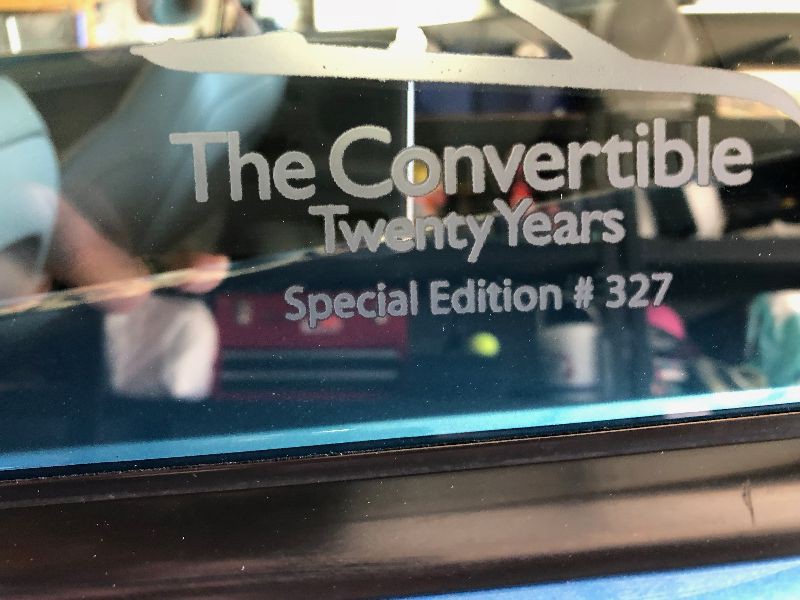 The Convertible
Twenty Years
Special Edition # 327